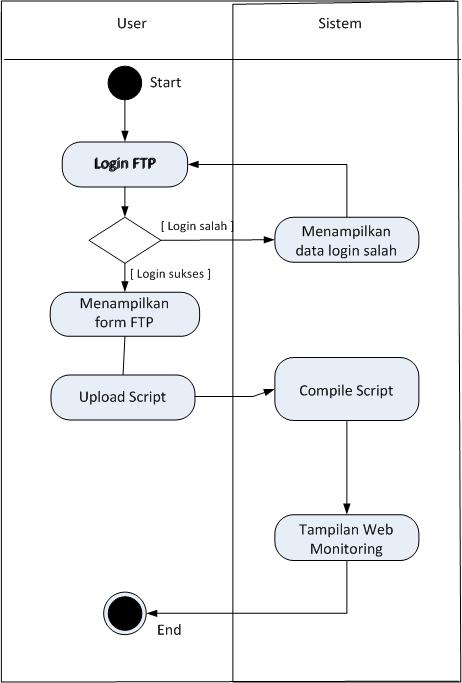 User
Sistem
Start
Login FTP
[ Login salah ]
Menampilkan
data login salah
[ Login sukses ]
Menampilkan
form FTP
Upload Script
Compile Script
Tampilan Web
Monitoring
End